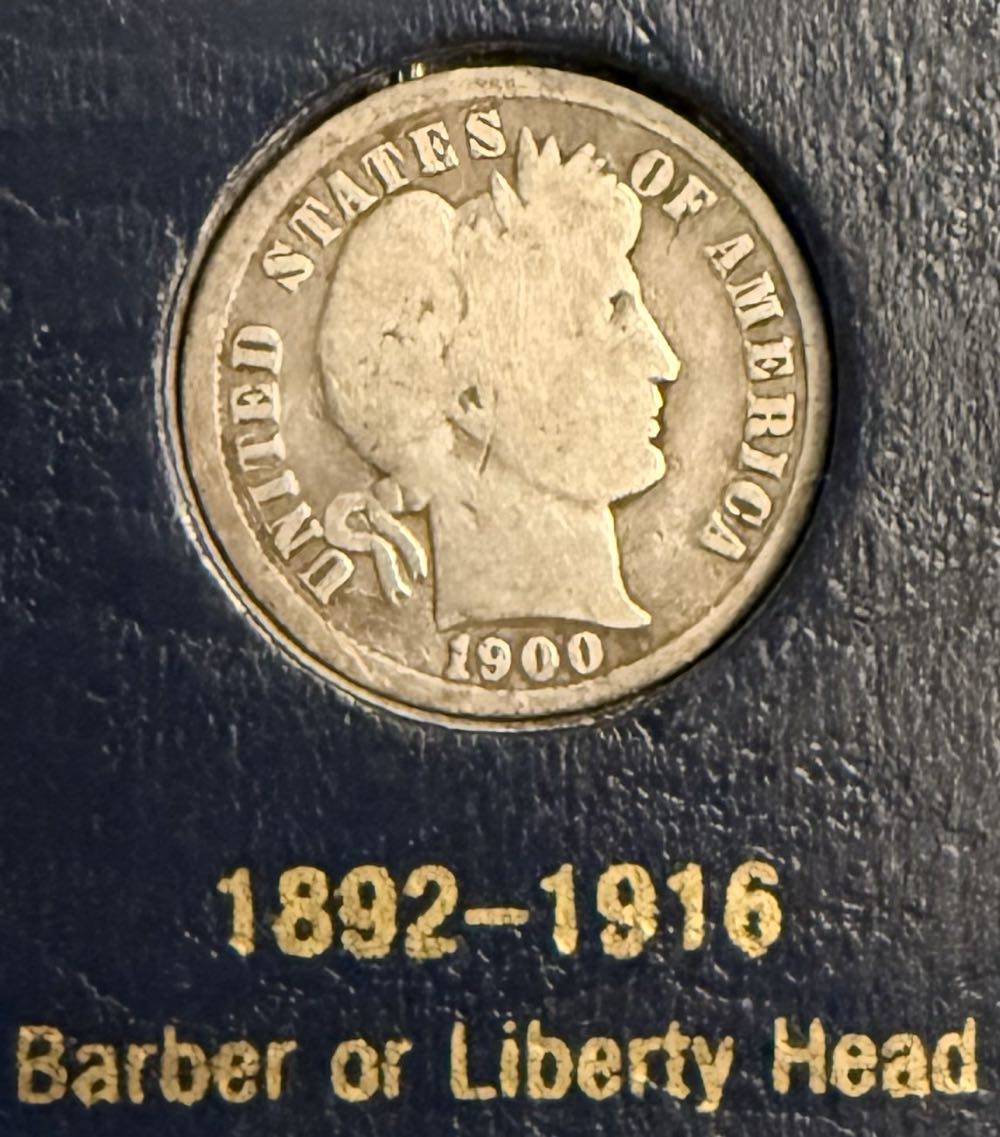 UNITED STATES OF AMERICA
1900
1892–1916
Barber or Liberty Head